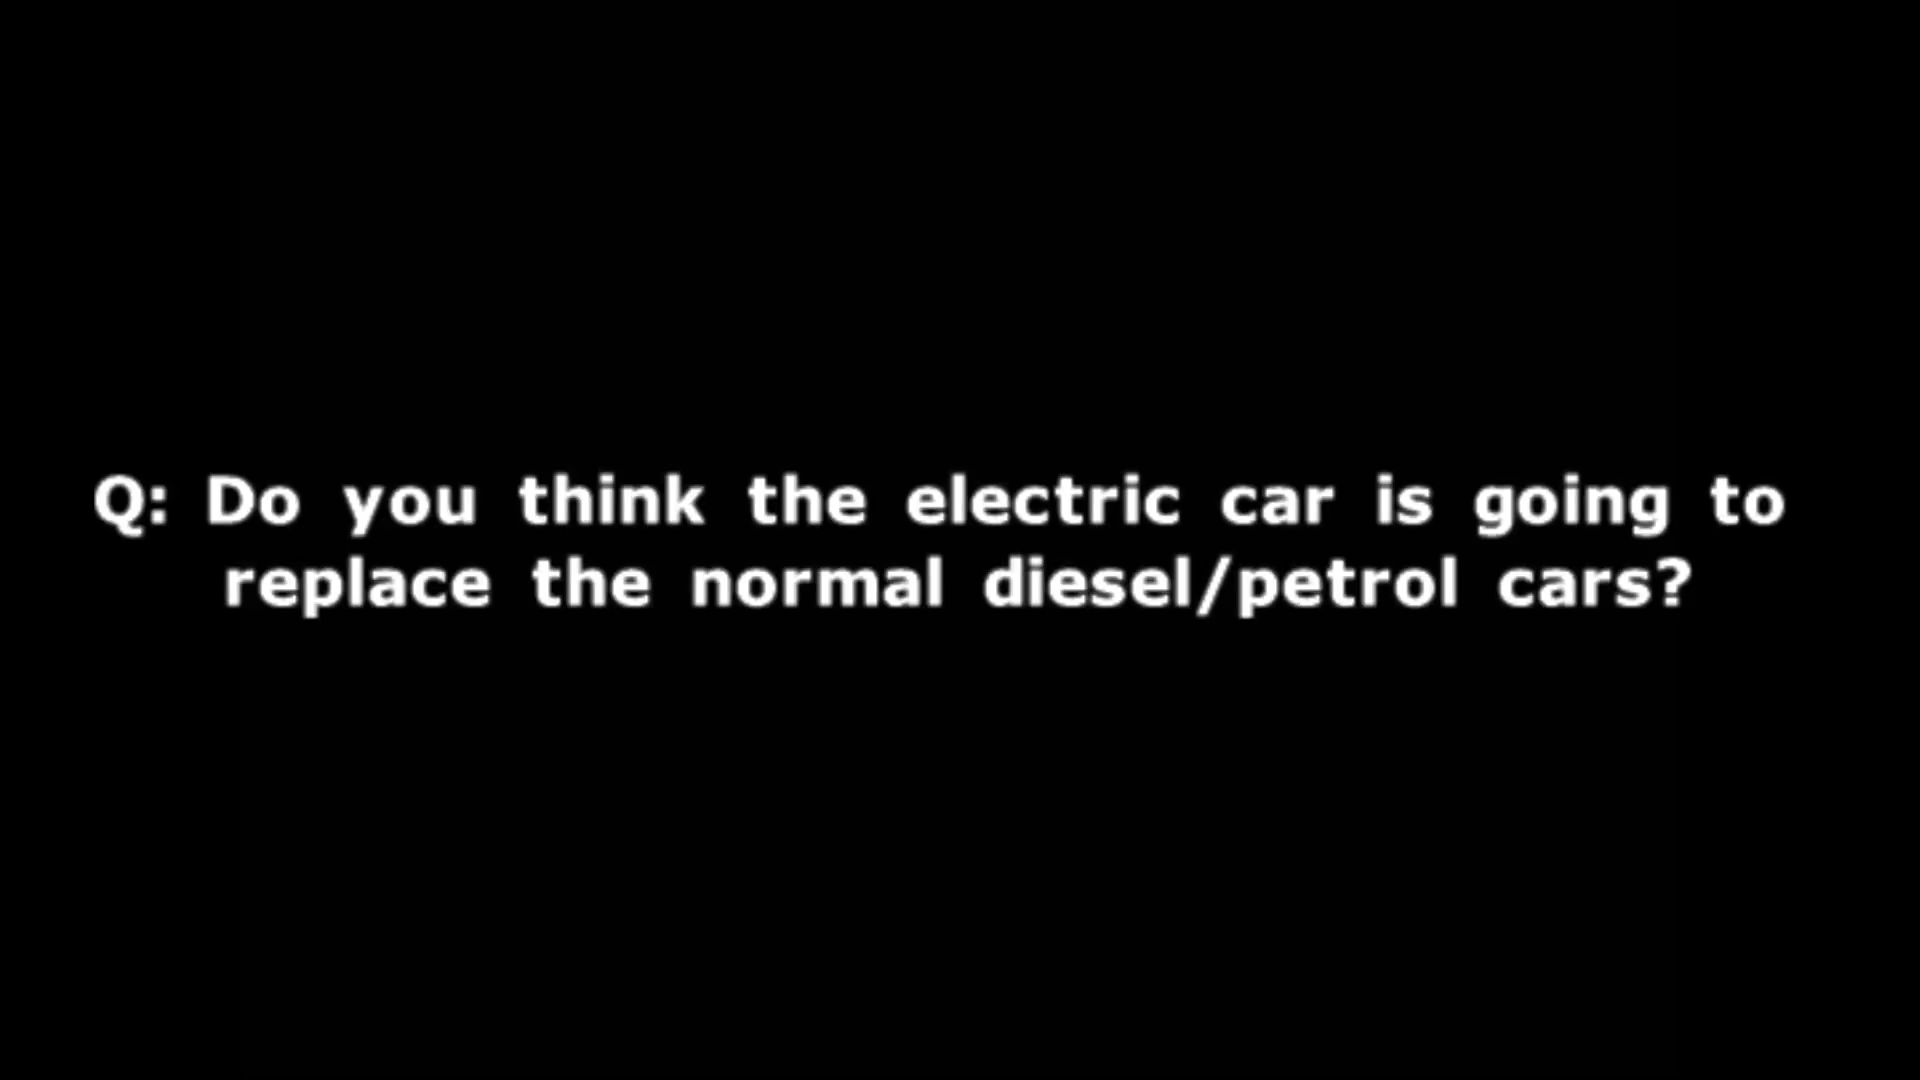 Q: Do you think the electric car is going to
replace the normal diesel/petrol cars?